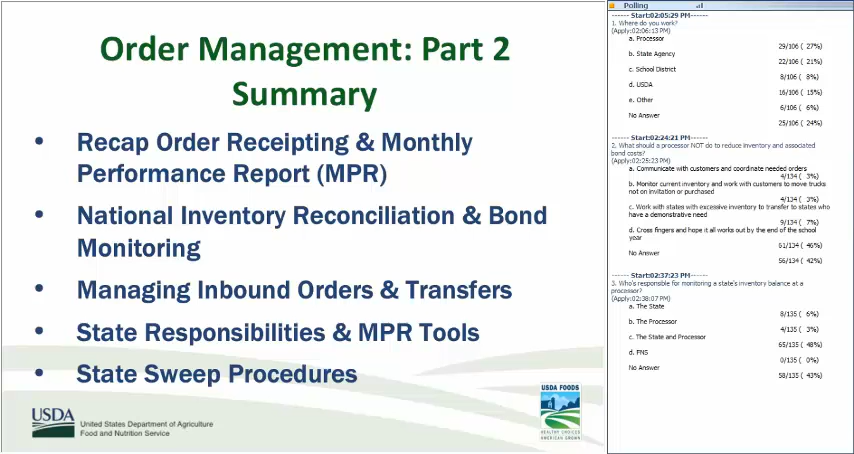 Order Management: Part 2
Summary
• Recap Order Receipting & Monthly
Performance Report (MPR)
• National Inventory Reconciliation & Bond
Monitoring
• Managing Inbound Orders & Transfers
• State Responsibilities & MPR Tools
• State Sweep Procedures
USDA
United States Department of Agriculture
Food and Nutrition Service
USDA FOODS
HEALTHY CHOICES
AMERICAN GROWN
Polling
------ Start:02:05:29 PM------
1. Where do you work?
(Apply:02:06:13 PM)
a. Processor
29/106 ( 27%)
b. State Agency
22/106 ( 21%)
c. School District
8/106 ( 8%)
d. USDA
16/106 ( 15%)
e. Other
6/106 ( 6%)
No Answer
25/106 ( 24%)
------ Start:02:24:21 PM------
2. What should a processor NOT do to reduce inventory and associated
bond costs?
(Apply:02:25:23 PM)
a. Communicate with customers and coordinate needed orders
4/134 ( 3%)
b. Monitor current inventory and work with customers to move trucks
not on invitation or purchased
4/134 ( 3%)
c. Work with states with excessive inventory to transfer to states who
have a demonstrative need
9/134 ( 7%)
d. Cross fingers and hope it all works out by the end of the school
year
61/134 ( 46%)
No Answer
56/134 ( 42%)
------ Start:02:37:23 PM------
3. Who's responsible for monitoring a state's inventory balance at a
processor?
(Apply:02:38:07 PM)
a. The State
8/135 ( 6%)
b. The Processor
4/135 ( 3%)
c. The State and Processor
65/135 ( 48%)
d. FNS
0/135 ( 0%)
No Answer
58/135 ( 43%)